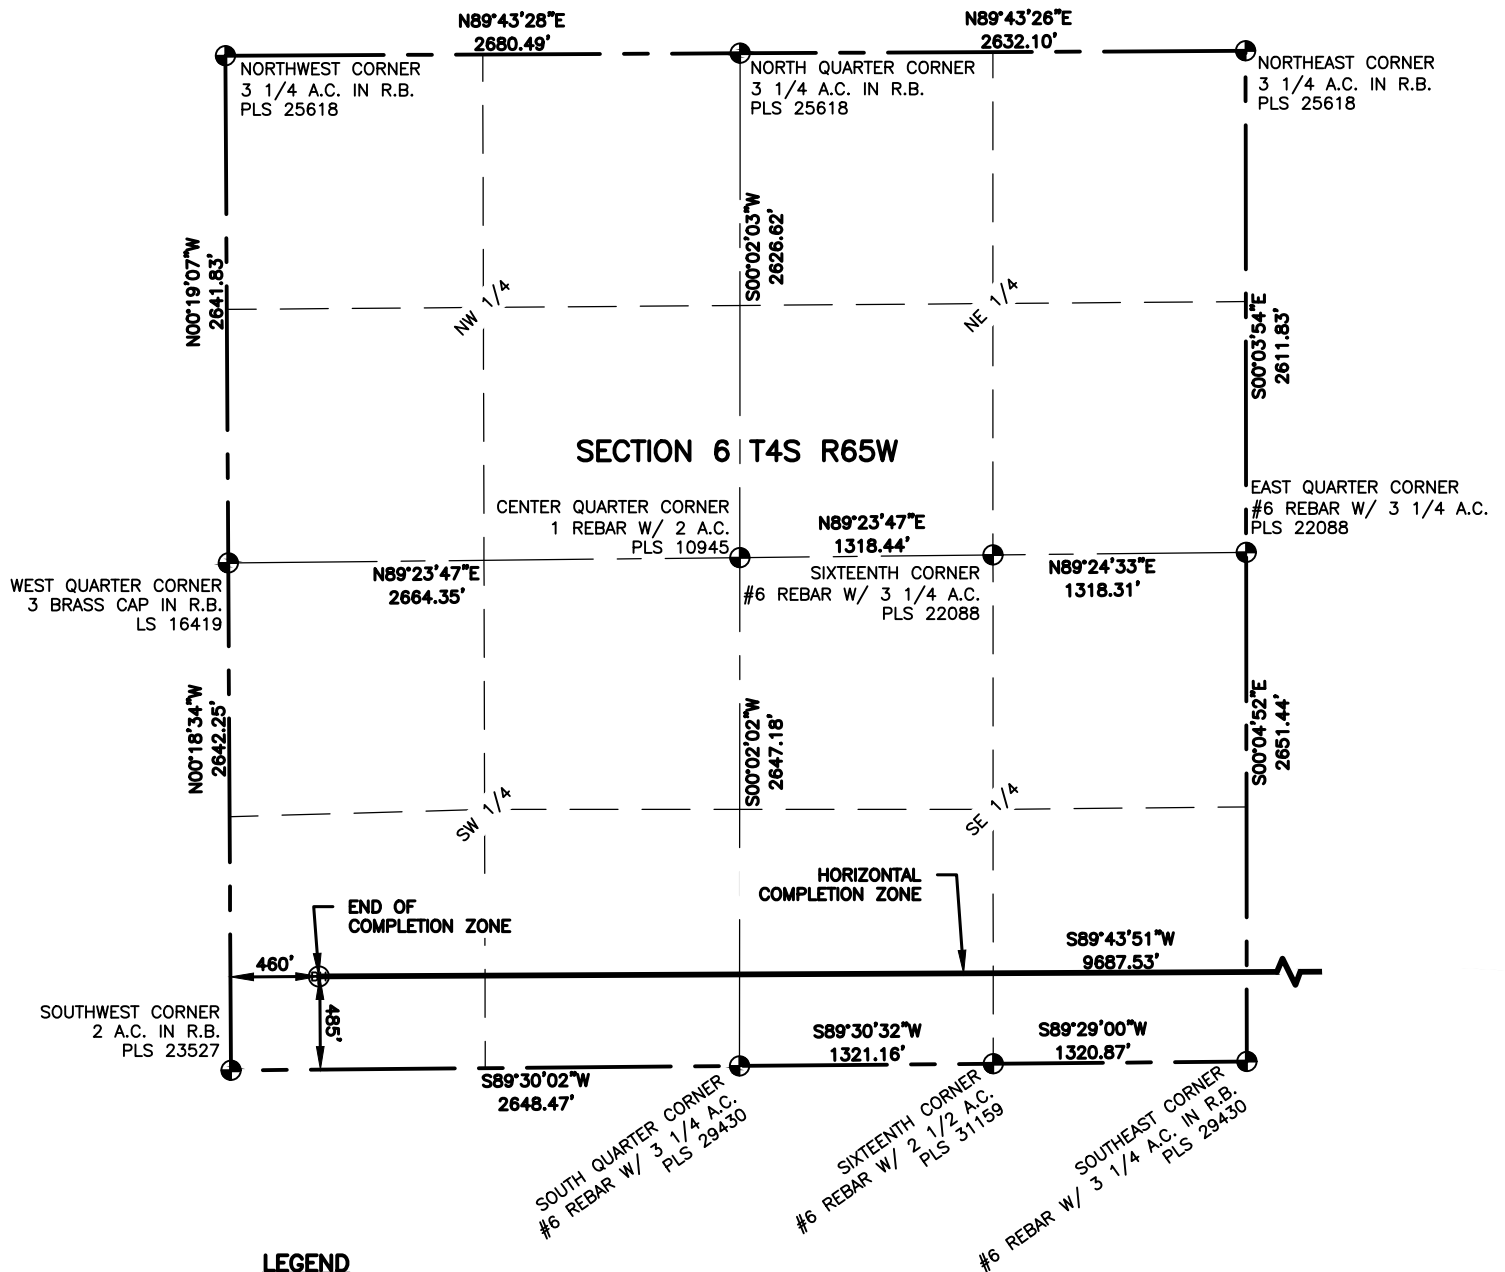 N89°43'28"E
2680.49'
N89°43'26"E
2632.10'
NORTHWEST CORNER
3 1/4 A.C. IN R.B.
PLS 25618
NORTH QUARTER CORNER
3 1/4 A.C. IN R.B.
PLS 25618
NORTHEAST CORNER
3 1/4 A.C. IN R.B.
PLS 25618
N00°19'07"W
2641.83'
S00°02'03"W
2626.62'
S00°03'54"E
2611.83'
NW 1/4
NE 1/4
SECTION 6 T4S R65W
CENTER QUARTER CORNER
1 REBAR W/ 2 A.C.
PLS 10945
N89°23'47"E
1318.44'
EAST QUARTER CORNER
#6 REBAR W/ 3 1/4 A.C.
PLS 22088
WEST QUARTER CORNER
3 BRASS CAP IN R.B.
LS 16419
N89°23'47"E
2664.35'
SIXTEENTH CORNER
#6 REBAR W/ 3 1/4 A.C.
PLS 22088
N89°24'33"E
1318.31'
N00°18'34"W
2642.25'
S00°02'02"W
2647.18'
S00°04'52"E
2651.44'
SW 1/4
SE 1/4
HORIZONTAL
COMPLETION ZONE
END OF
COMPLETION ZONE
S89°43'51"W
9687.53'
460'
485'
SOUTHWEST CORNER
2 A.C. IN R.B.
PLS 23527
S89°30'32"W
1321.16'
S89°29'00"W
1320.87'
S89°30'02"W
2648.47'
SOUTH QUARTER CORNER
#6 REBAR W/ 3 1/4 A.C.
PLS 29430
SIXTEENTH CORNER
#6 REBAR W/ 2 1/2 A.C.
PLS 31159
SOUTHEAST CORNER
#6 REBAR W/ 3 1/4 A.C. IN R.B.
PLS 29430
LEGEND